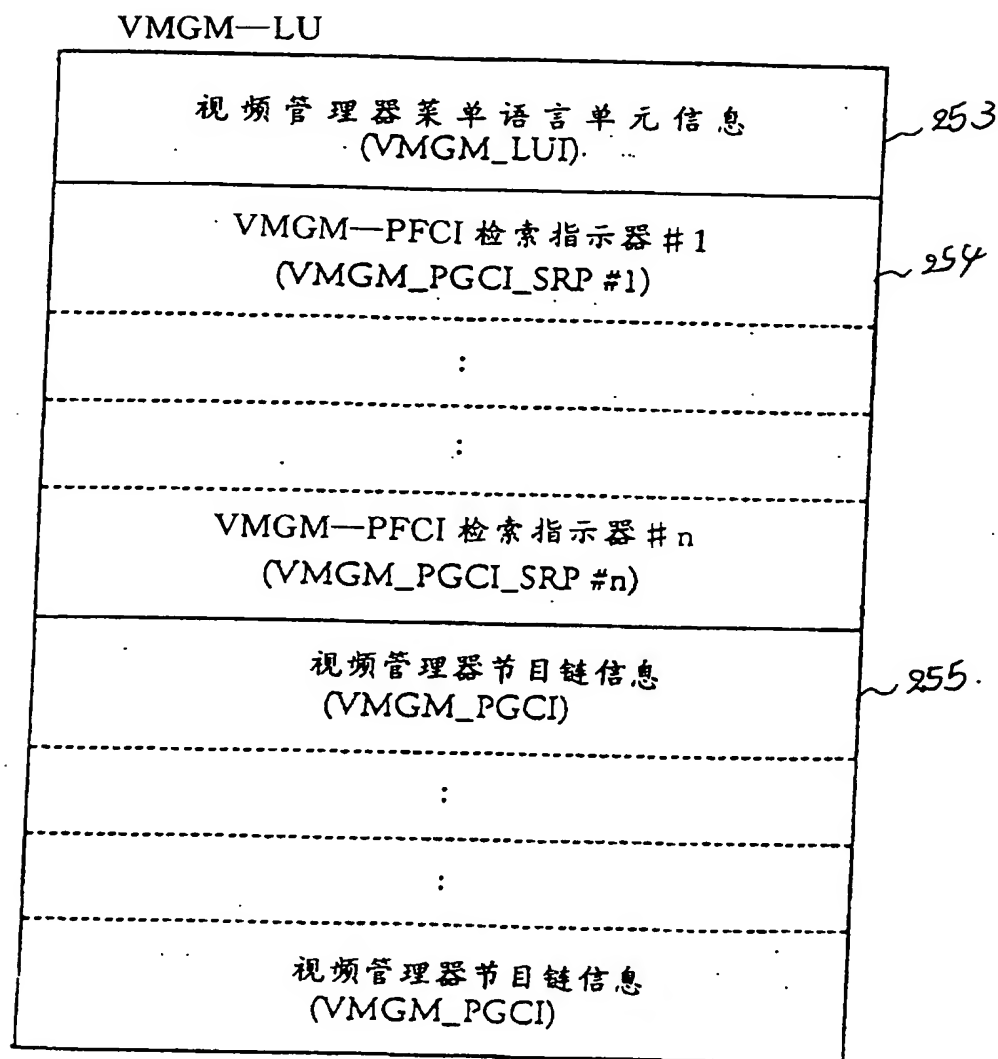 VMGM—LU
视频管理器菜单语言单元信息
(VMGM_LUI)
253
VMGM—PFCI 检索指示器 #1
(VMGM_PGCI_SRP #1)
254
:
:
VMGM—PFCI 检索指示器 #n
(VMGM_PGCI_SRP #n)
视频管理器节目链信息
(VMGM_PGCI)
255
:
:
视频管理器节目链信息
(VMGM_PGCI)